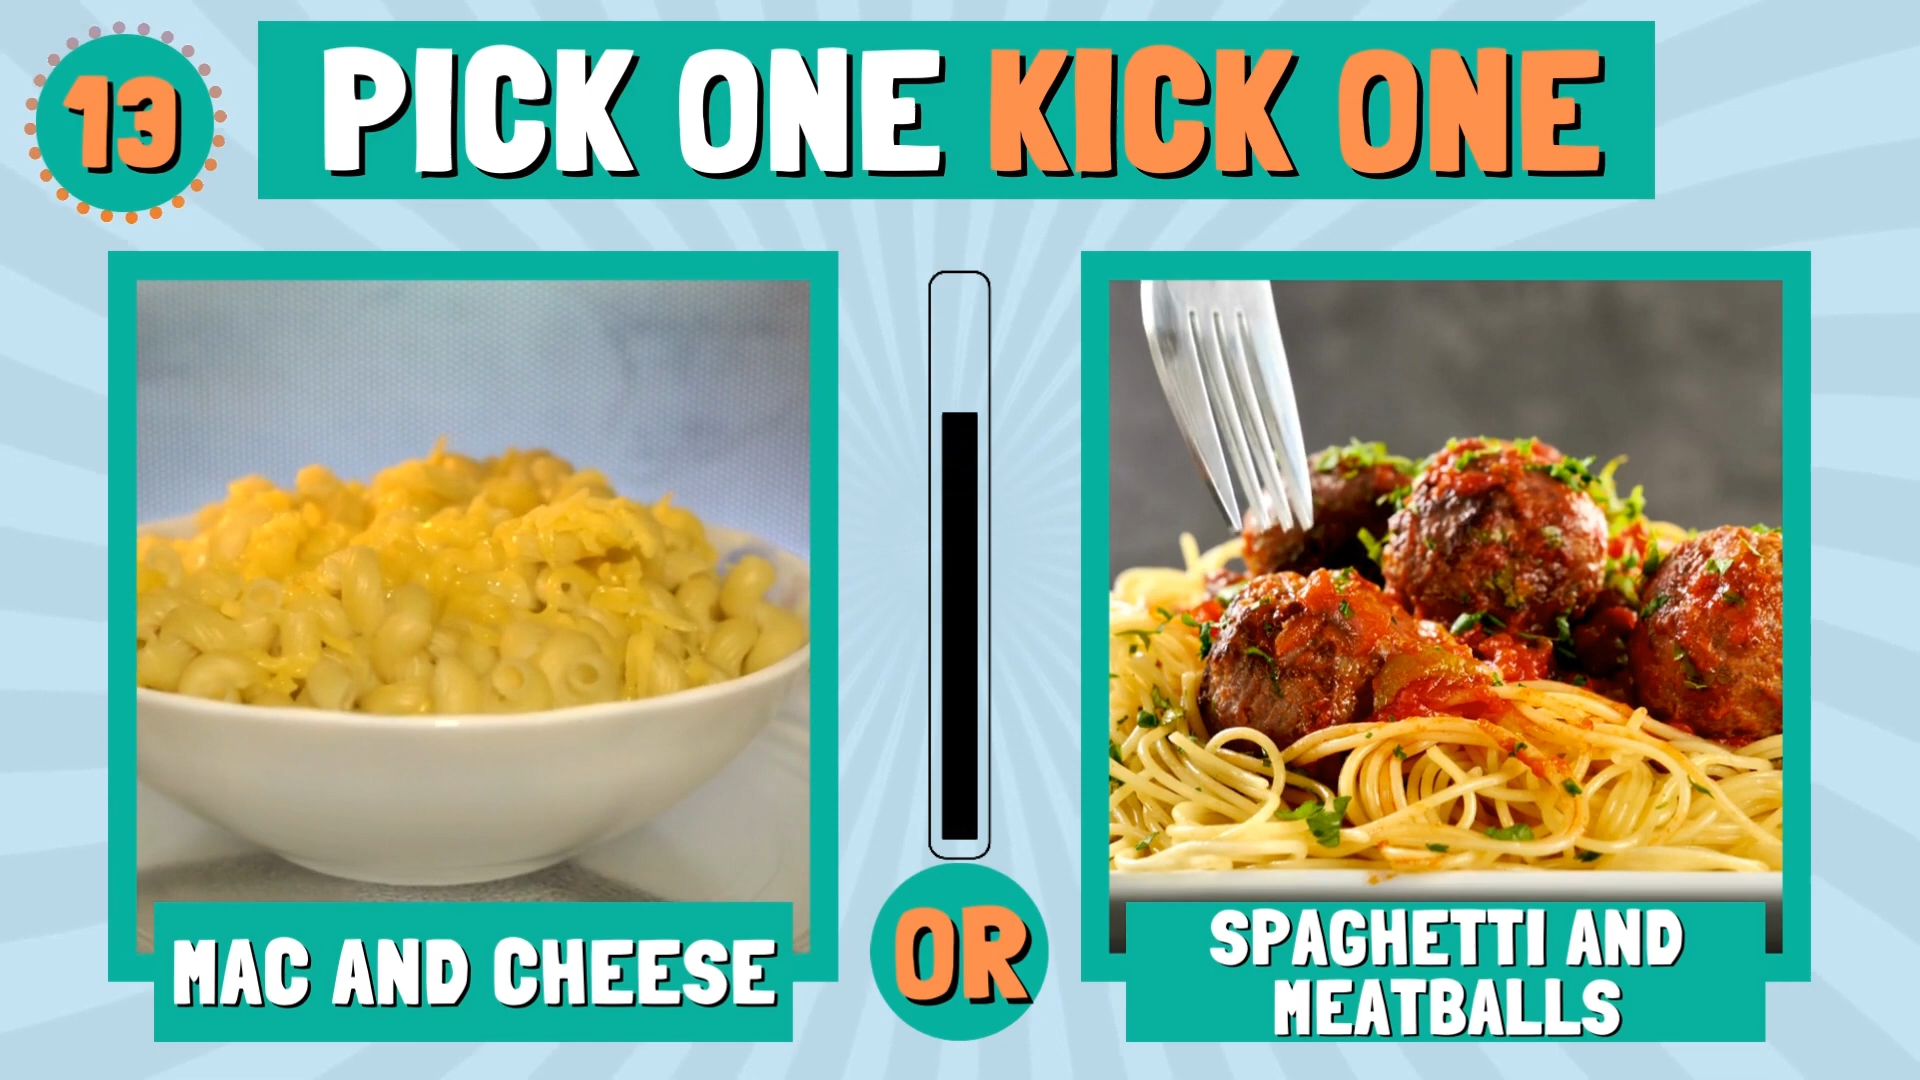 13
PICK ONE KICK ONE
MAC AND CHEESE
OR
SPAGHETTI AND
MEATBALLS